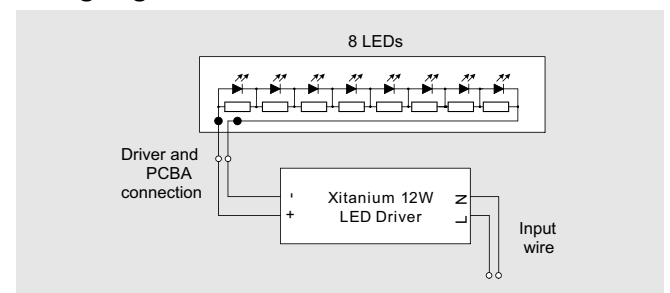 8 LEDs
Driver and
PCBA
connection
-
+
Xitanium 12W
LED Driver
N
L
Input
wire